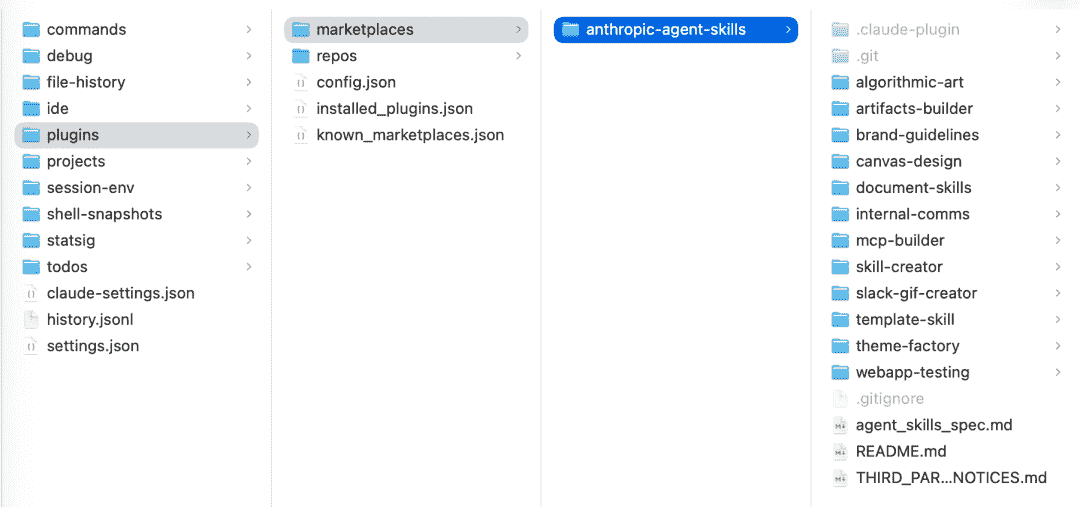 commands
debug
file-history
ide
plugins
projects
session-env
shell-snapshots
statsig
todos
claude-settings.json
history.jsonl
settings.json
marketplaces
repos
config.json
installed_plugins.json
known_marketplaces.json
anthropic-agent-skills
.claude-plugin
.git
algorithmic-art
artifacts-builder
brand-guidelines
canvas-design
document-skills
internal-comms
mcp-builder
skill-creator
slack-gif-creator
template-skill
theme-factory
webapp-testing
.gitignore
agent_skills_spec.md
README.md
THIRD_PAR...NOTICES.md